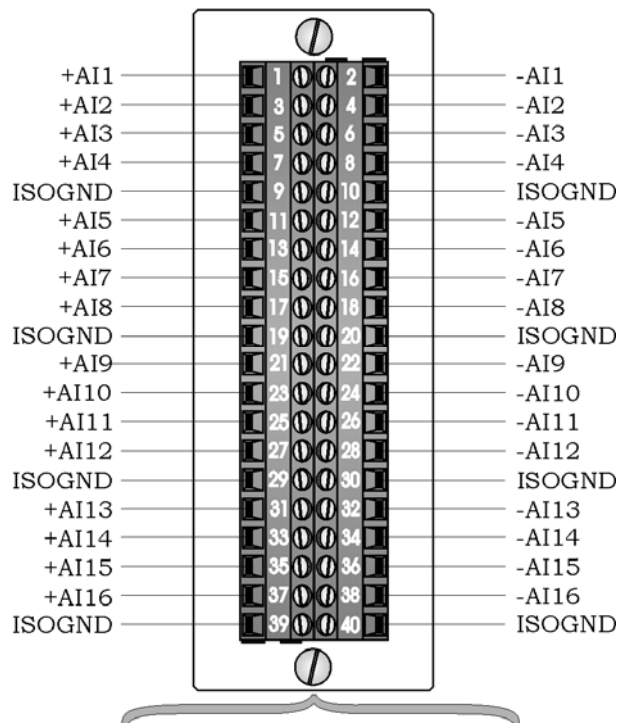 +AI1 1 2 -AI1
+AI2 3 4 -AI2
+AI3 5 6 -AI3
+AI4 7 8 -AI4
ISOGND 9 10 ISOGND
+AI5 11 12 -AI5
+AI6 13 14 -AI6
+AI7 15 16 -AI7
+AI8 17 18 -AI8
ISOGND 19 20 ISOGND
+AI9 21 22 -AI9
+AI10 23 24 -AI10
+AI11 25 26 -AI11
+AI12 27 28 -AI12
ISOGND 29 30 ISOGND
+AI13 31 32 -AI13
+AI14 33 34 -AI14
+AI15 35 36 -AI15
+AI16 37 38 -AI16
ISOGND 39 40 ISOGND